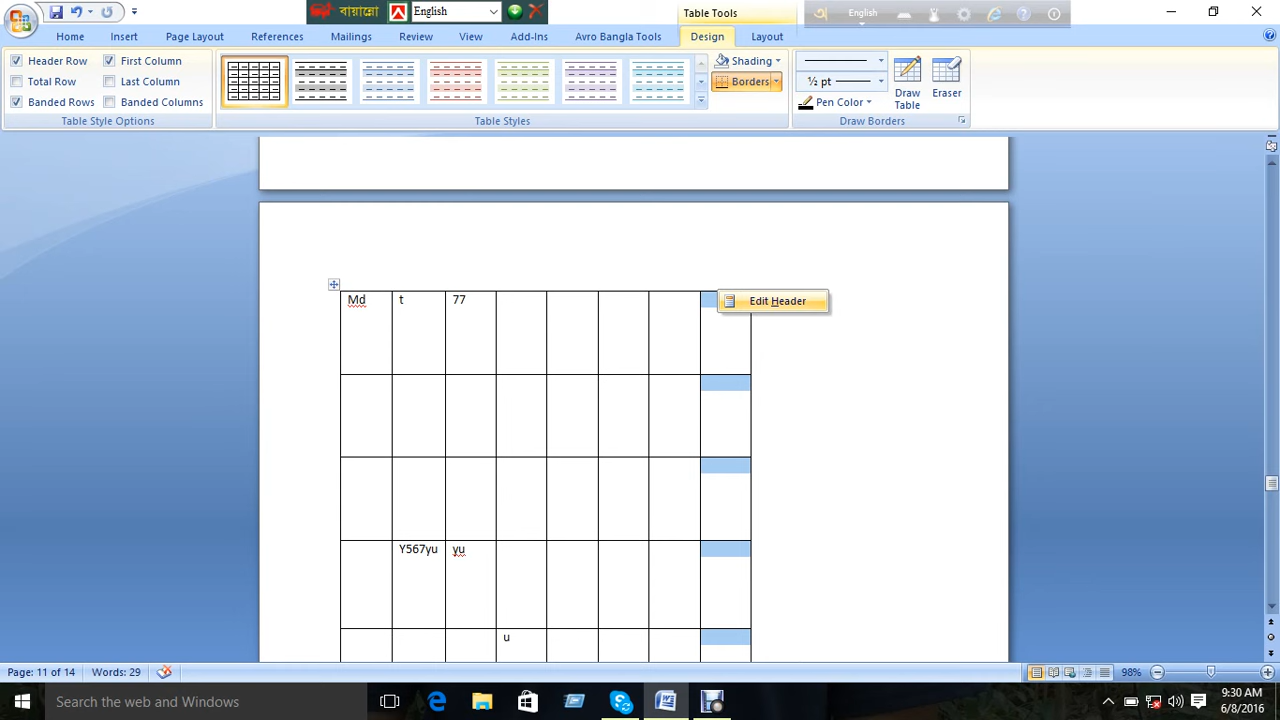 বায়ান্নো English Table Tools English
Home Insert Page Layout References Mailings Review View Add-Ins Avro Bangla Tools Design Layout
Header Row First Column Shading
Total Row Last Column Borders ½ pt
Banded Rows Banded Columns Pen Color Draw Table Eraser
Table Style Options Table Styles Draw Borders
Md t 77
Edit Header
Y567yu yu
u
Page: 11 of 14 Words: 29 98%
Search the web and Windows 9:30 AM
6/8/2016